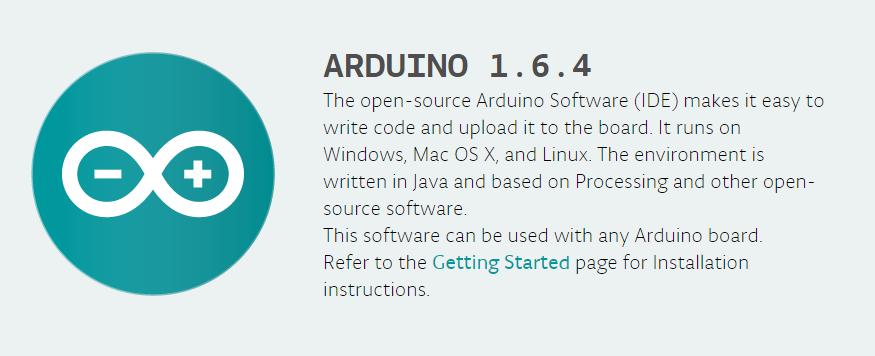 ARDUINO 1.6.4
The open-source Arduino Software (IDE) makes it easy to
write code and upload it to the board. It runs on
Windows, Mac OS X, and Linux. The environment is
written in Java and based on Processing and other open-
source software.
This software can be used with any Arduino board.
Refer to the Getting Started page for Installation
instructions.